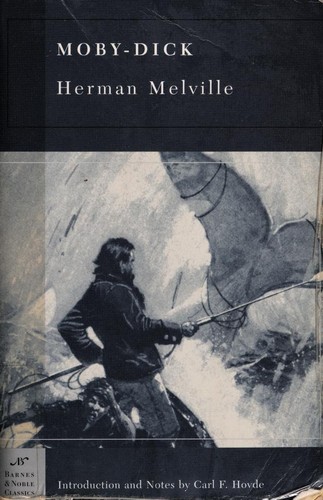 MOBY-DICK
Herman Melville
BARNES
& NOBLE
CLASSICS
Introduction and Notes by Carl F. Hovde